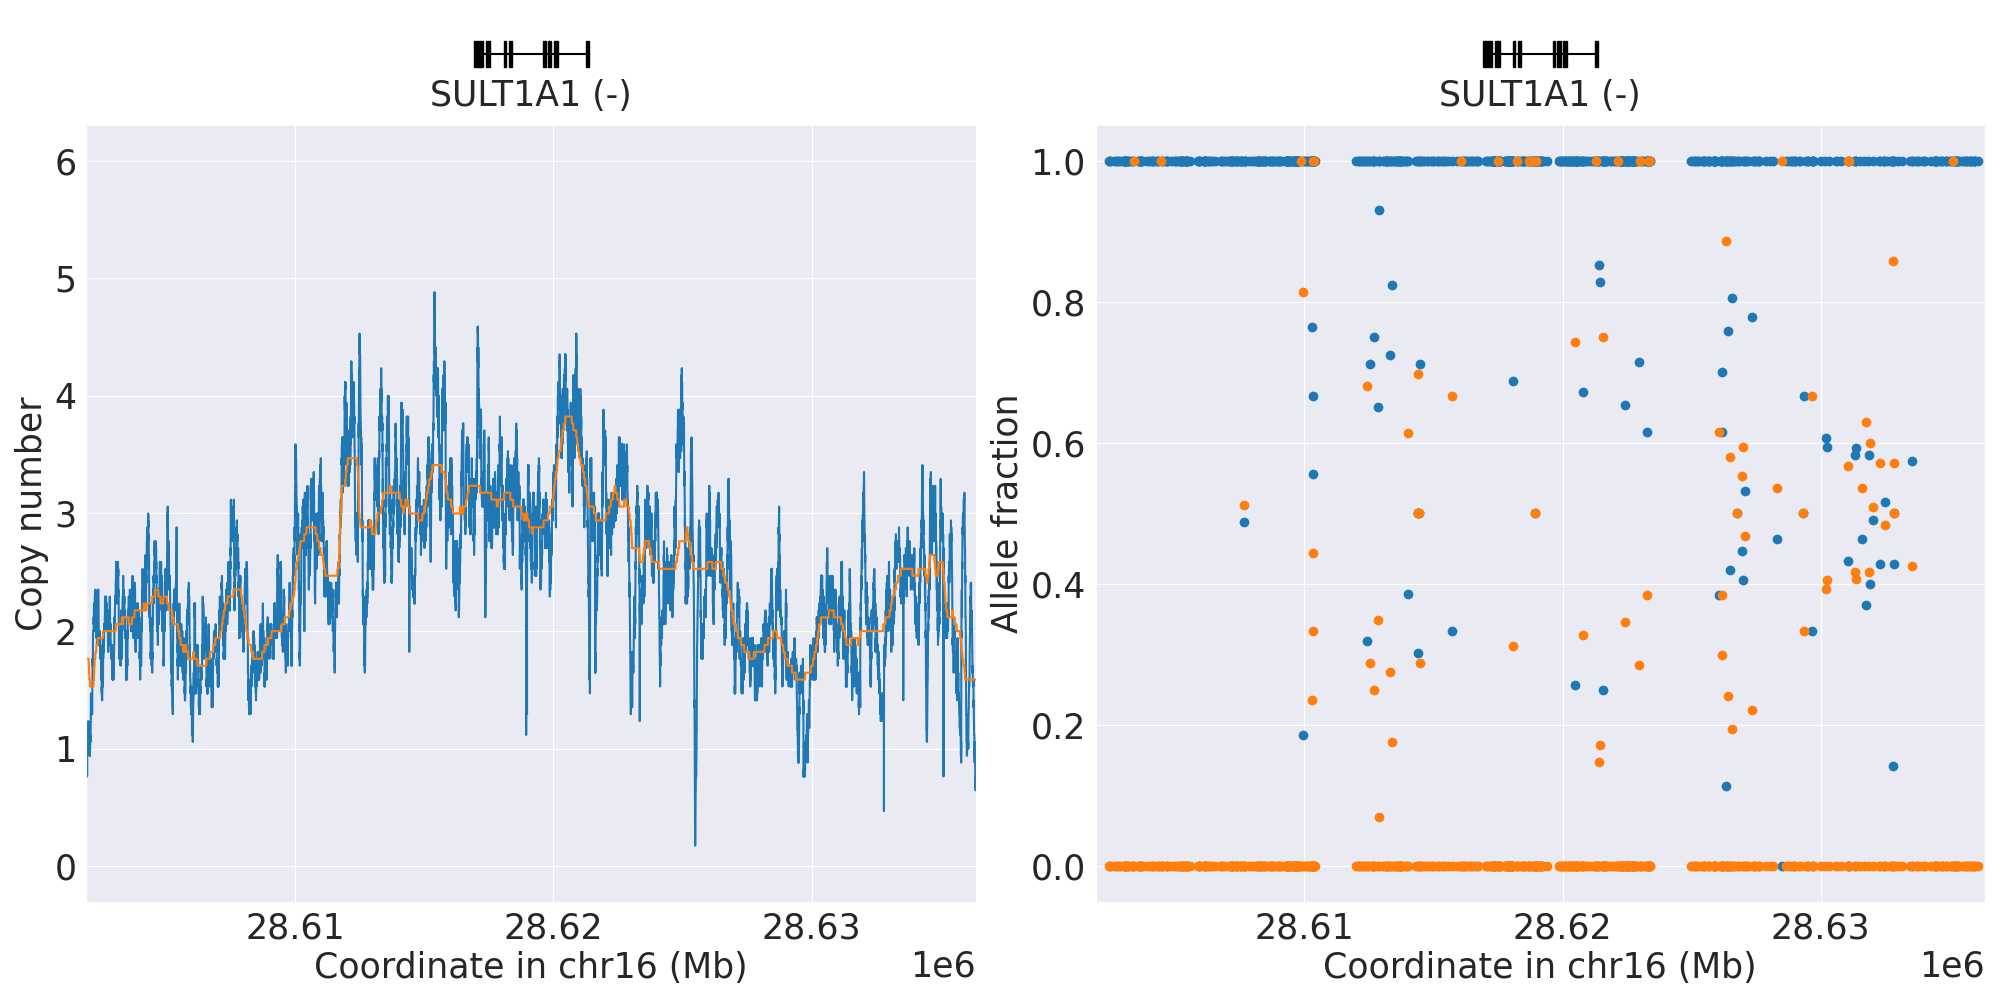 SULT1A1 (-)
6
5
4
3
2
1
0
Copy number
28.61
28.62
28.63
Coordinate in chr16 (Mb)
1e6
SULT1A1 (-)
1.0
0.8
0.6
0.4
0.2
0.0
Allele fraction
28.61
28.62
28.63
Coordinate in chr16 (Mb)
1e6